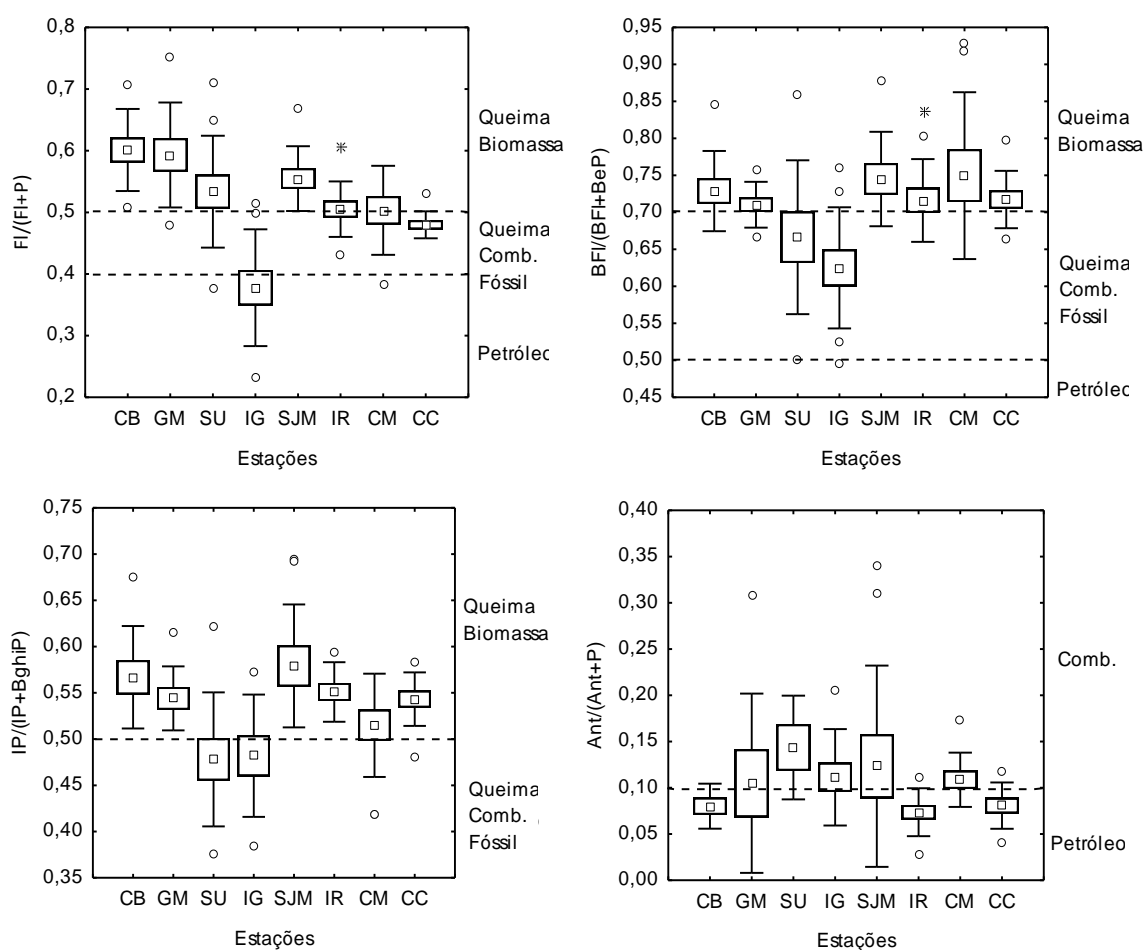 Fl/(Fl+P)
0,8
0,7
0,6
0,5
0,4
0,3
0,2
CB GM SU IG SJM IR CM CC
Estações
Queima
Biomassa
Queima
Comb.
Fóssil
Petróleo
BFl/(BFl+BeP)
0,95
0,90
0,85
0,80
0,75
0,70
0,65
0,60
0,55
0,50
0,45
CB GM SU IG SJM IR CM CC
Estações
Queima
Biomassa
Queima
Comb.
Fóssil
Petróleo
IP/(IP+BghiP)
0,75
0,70
0,65
0,60
0,55
0,50
0,45
0,40
0,35
CB GM SU IG SJM IR CM CC
Estações
Queima
Biomassa
Queima
Comb.
Fóssil
Ant/(Ant+P)
0,40
0,35
0,30
0,25
0,20
0,15
0,10
0,05
0,00
CB GM SU IG SJM IR CM CC
Estações
Comb.
Petróleo